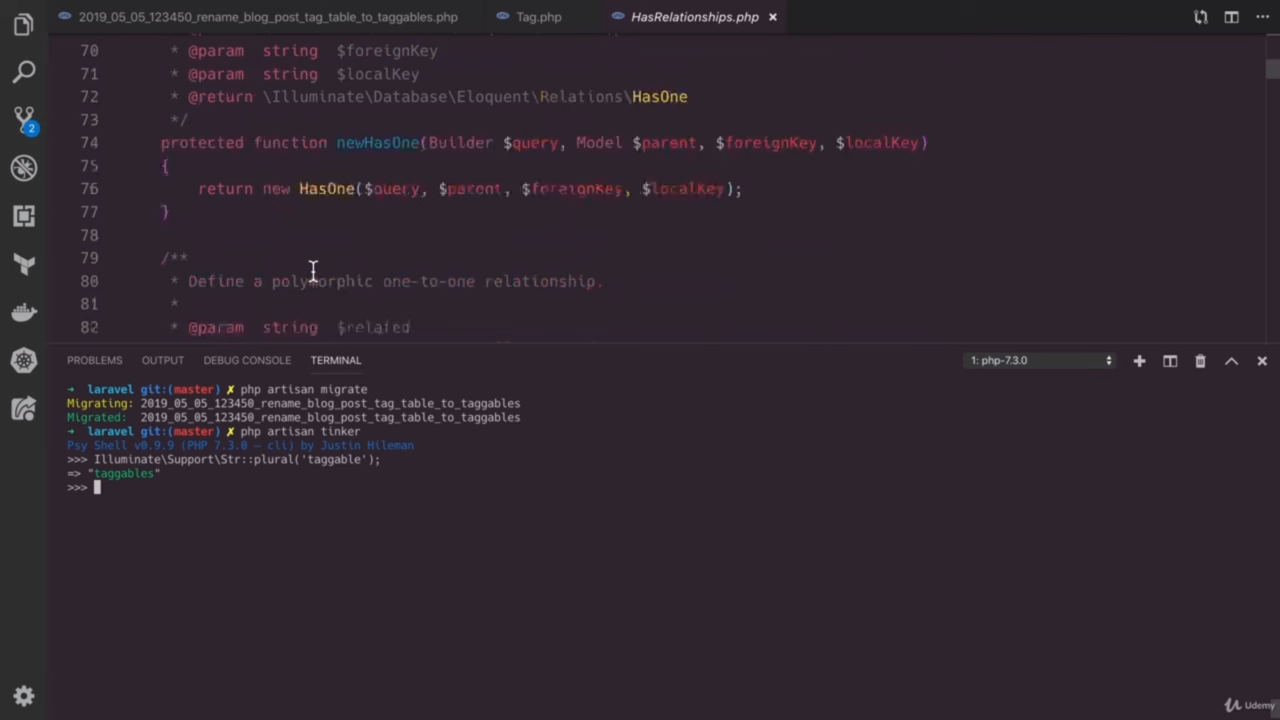 2019_05_05_123450_rename_blog_post_tag_table_to_taggables.php Tag.php HasRelationships.php ×
70 * @param string $foreignKey
71 * @param string $localKey
72 * @return \Illuminate\Database\Eloquent\Relations\HasOne
73 */
74 protected function newHasOne(Builder $query, Model $parent, $foreignKey, $localKey)
75 {
76 return new HasOne($query, $parent, $foreignKey, $localKey);
77 }
78
79 /**
80 * Define a polymorphic one-to-one relationship.
81 *
82 * @param string $related
2
PROBLEMS OUTPUT DEBUG CONSOLE TERMINAL 1: php-7.3.0
➜ laravel git:(master) ✗ php artisan migrate
Migrating: 2019_05_05_123450_rename_blog_post_tag_table_to_taggables
Migrated: 2019_05_05_123450_rename_blog_post_tag_table_to_taggables
➜ laravel git:(master) ✗ php artisan tinker
Psy Shell v0.9.9 (PHP 7.3.0 — cli) by Justin Hileman
>>> Illuminate\Support\Str::plural('taggable');
=> "taggables"
>>>
Udemy